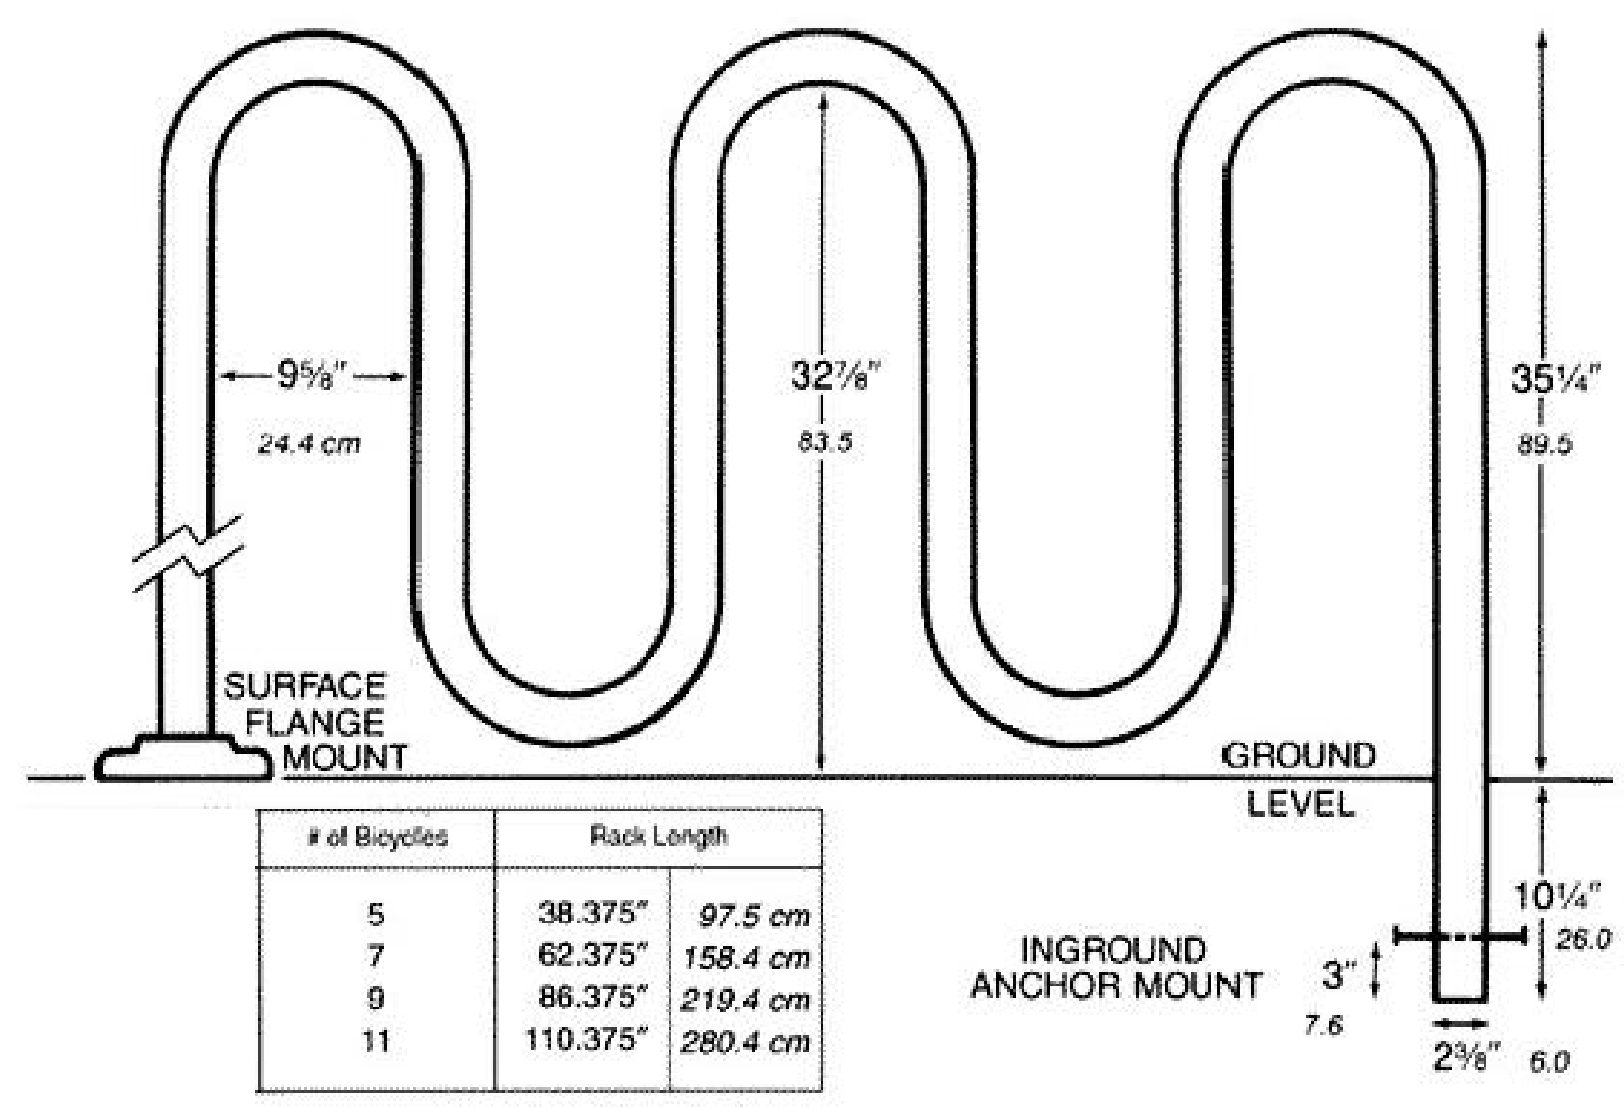 9⅝"
24.4 cm
32⅞"
83.5
35¼"
89.5
SURFACE
FLANGE
MOUNT
GROUND
LEVEL
# of Bicycles Rack Length
5 38.375" 97.5 cm
7 62.375" 158.4 cm
9 86.375" 219.4 cm
11 110.375" 280.4 cm
INGROUND
ANCHOR MOUNT
3"
7.6
10¼"
26.0
2⅜" 6.0